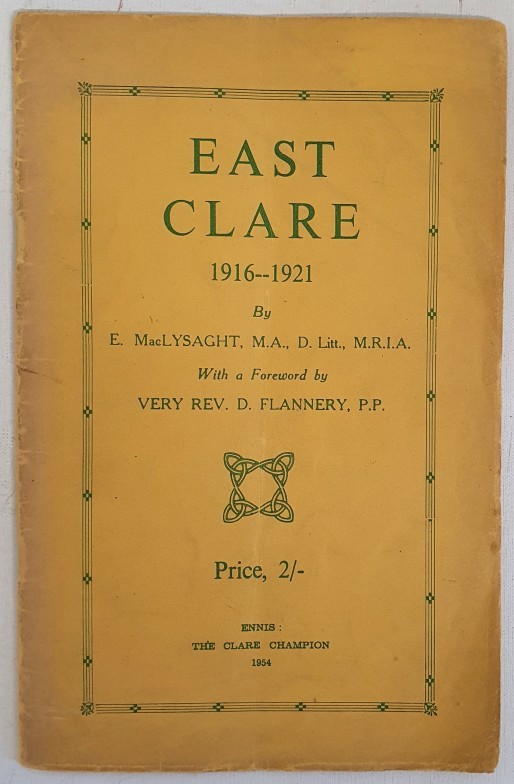 EAST
CLARE
1916--1921
By
E. MacLYSAGHT, M.A., D. Litt., M.R.I.A.
With a Foreword by
VERY REV. D. FLANNERY, P.P.
Price, 2/-
ENNIS :
THE CLARE CHAMPION
1954